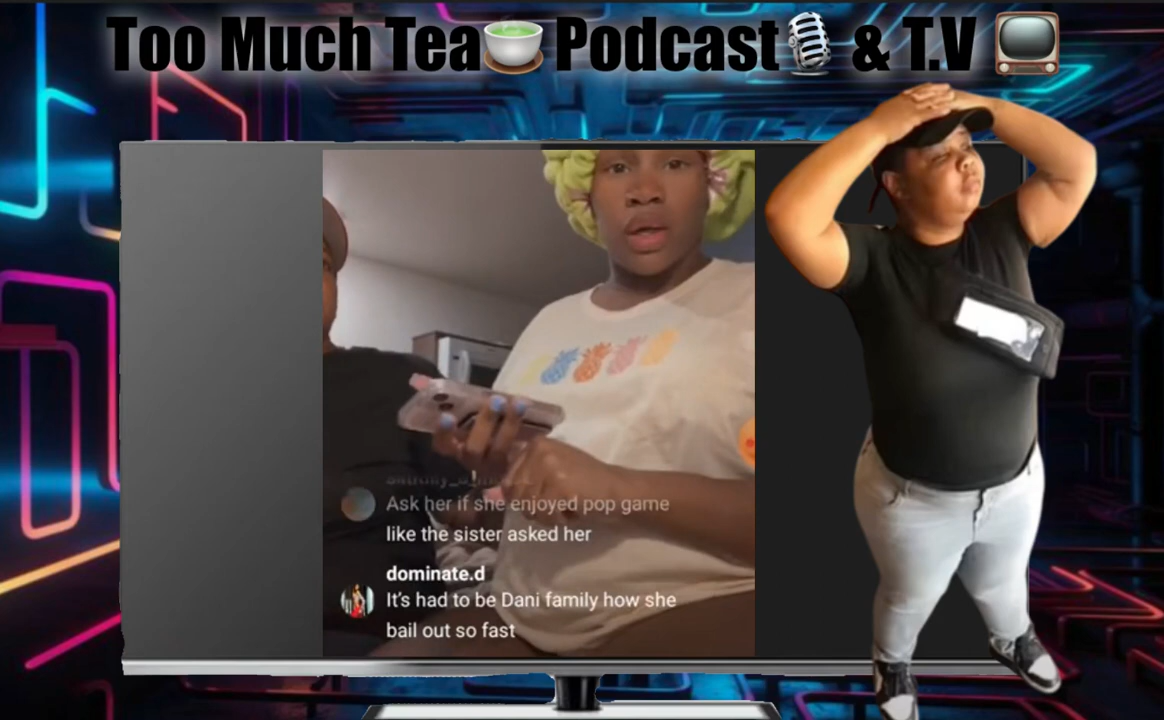 Too Much Tea🍵 Podcast🎙️ & T.V 📺
Ask her if she enjoyed pop game
like the sister asked her
dominate.d
It's had to be Dani family how she
bail out so fast